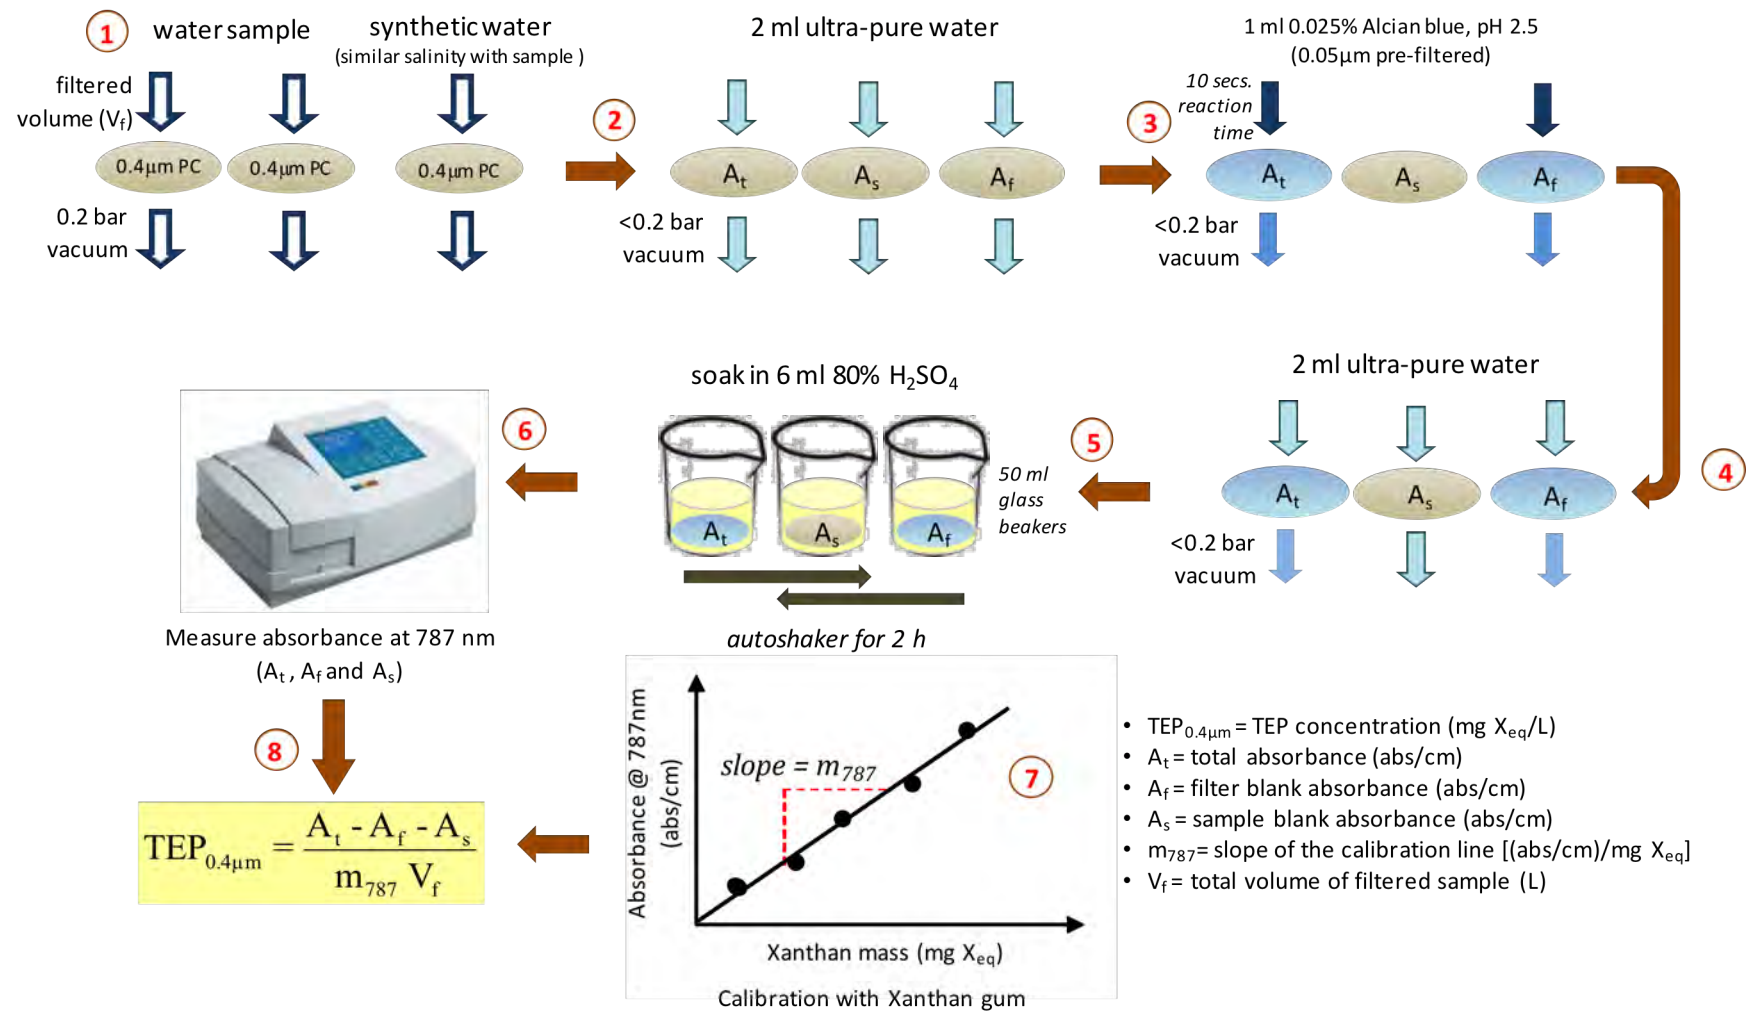 1
water sample
synthetic water
(similar salinity with sample )
filtered
volume (Vf)
0.4µm PC
0.4µm PC
0.4µm PC
0.2 bar
vacuum
2
2 ml ultra-pure water
At
As
Af
<0.2 bar
vacuum
3
1 ml 0.025% Alcian blue, pH 2.5
(0.05µm pre-filtered)
10 secs.
reaction
time
At
As
Af
<0.2 bar
vacuum
4
2 ml ultra-pure water
At
As
Af
<0.2 bar
vacuum
5
soak in 6 ml 80% H2SO4
At
As
Af
50 ml
glass
beakers
autoshaker for 2 h
6
Measure absorbance at 787 nm
(At , Af and As)
7
Absorbance @ 787nm
(abs/cm)
slope = m787
Xanthan mass (mg Xeq)
Calibration with Xanthan gum
8
TEP0.4µm = At - Af - As
m787 Vf
• TEP0.4µm = TEP concentration (mg Xeq/L)
• At = total absorbance (abs/cm)
• Af = filter blank absorbance (abs/cm)
• As = sample blank absorbance (abs/cm)
• m787= slope of the calibration line [(abs/cm)/mg Xeq]
• Vf = total volume of filtered sample (L)